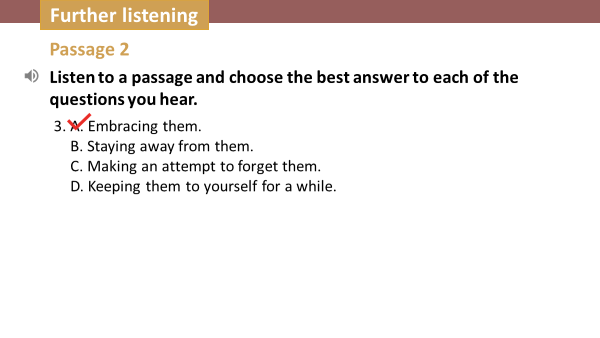 Further listening
Passage 2
Listen to a passage and choose the best answer to each of the
questions you hear.
3. A. Embracing them.
B. Staying away from them.
C. Making an attempt to forget them.
D. Keeping them to yourself for a while.